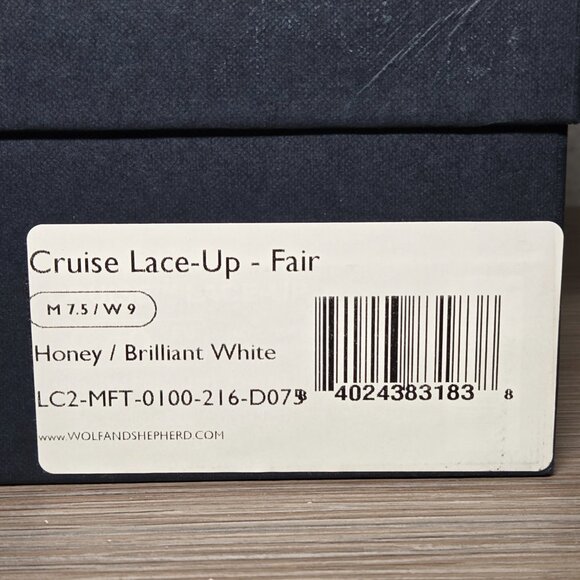 Cruise Lace-Up - Fair
M 7.5 / W 9
Honey / Brilliant White
LC2-MFT-0100-216-D075
8 4024383183 8
www.WOLFANDSHEPHERD.COM